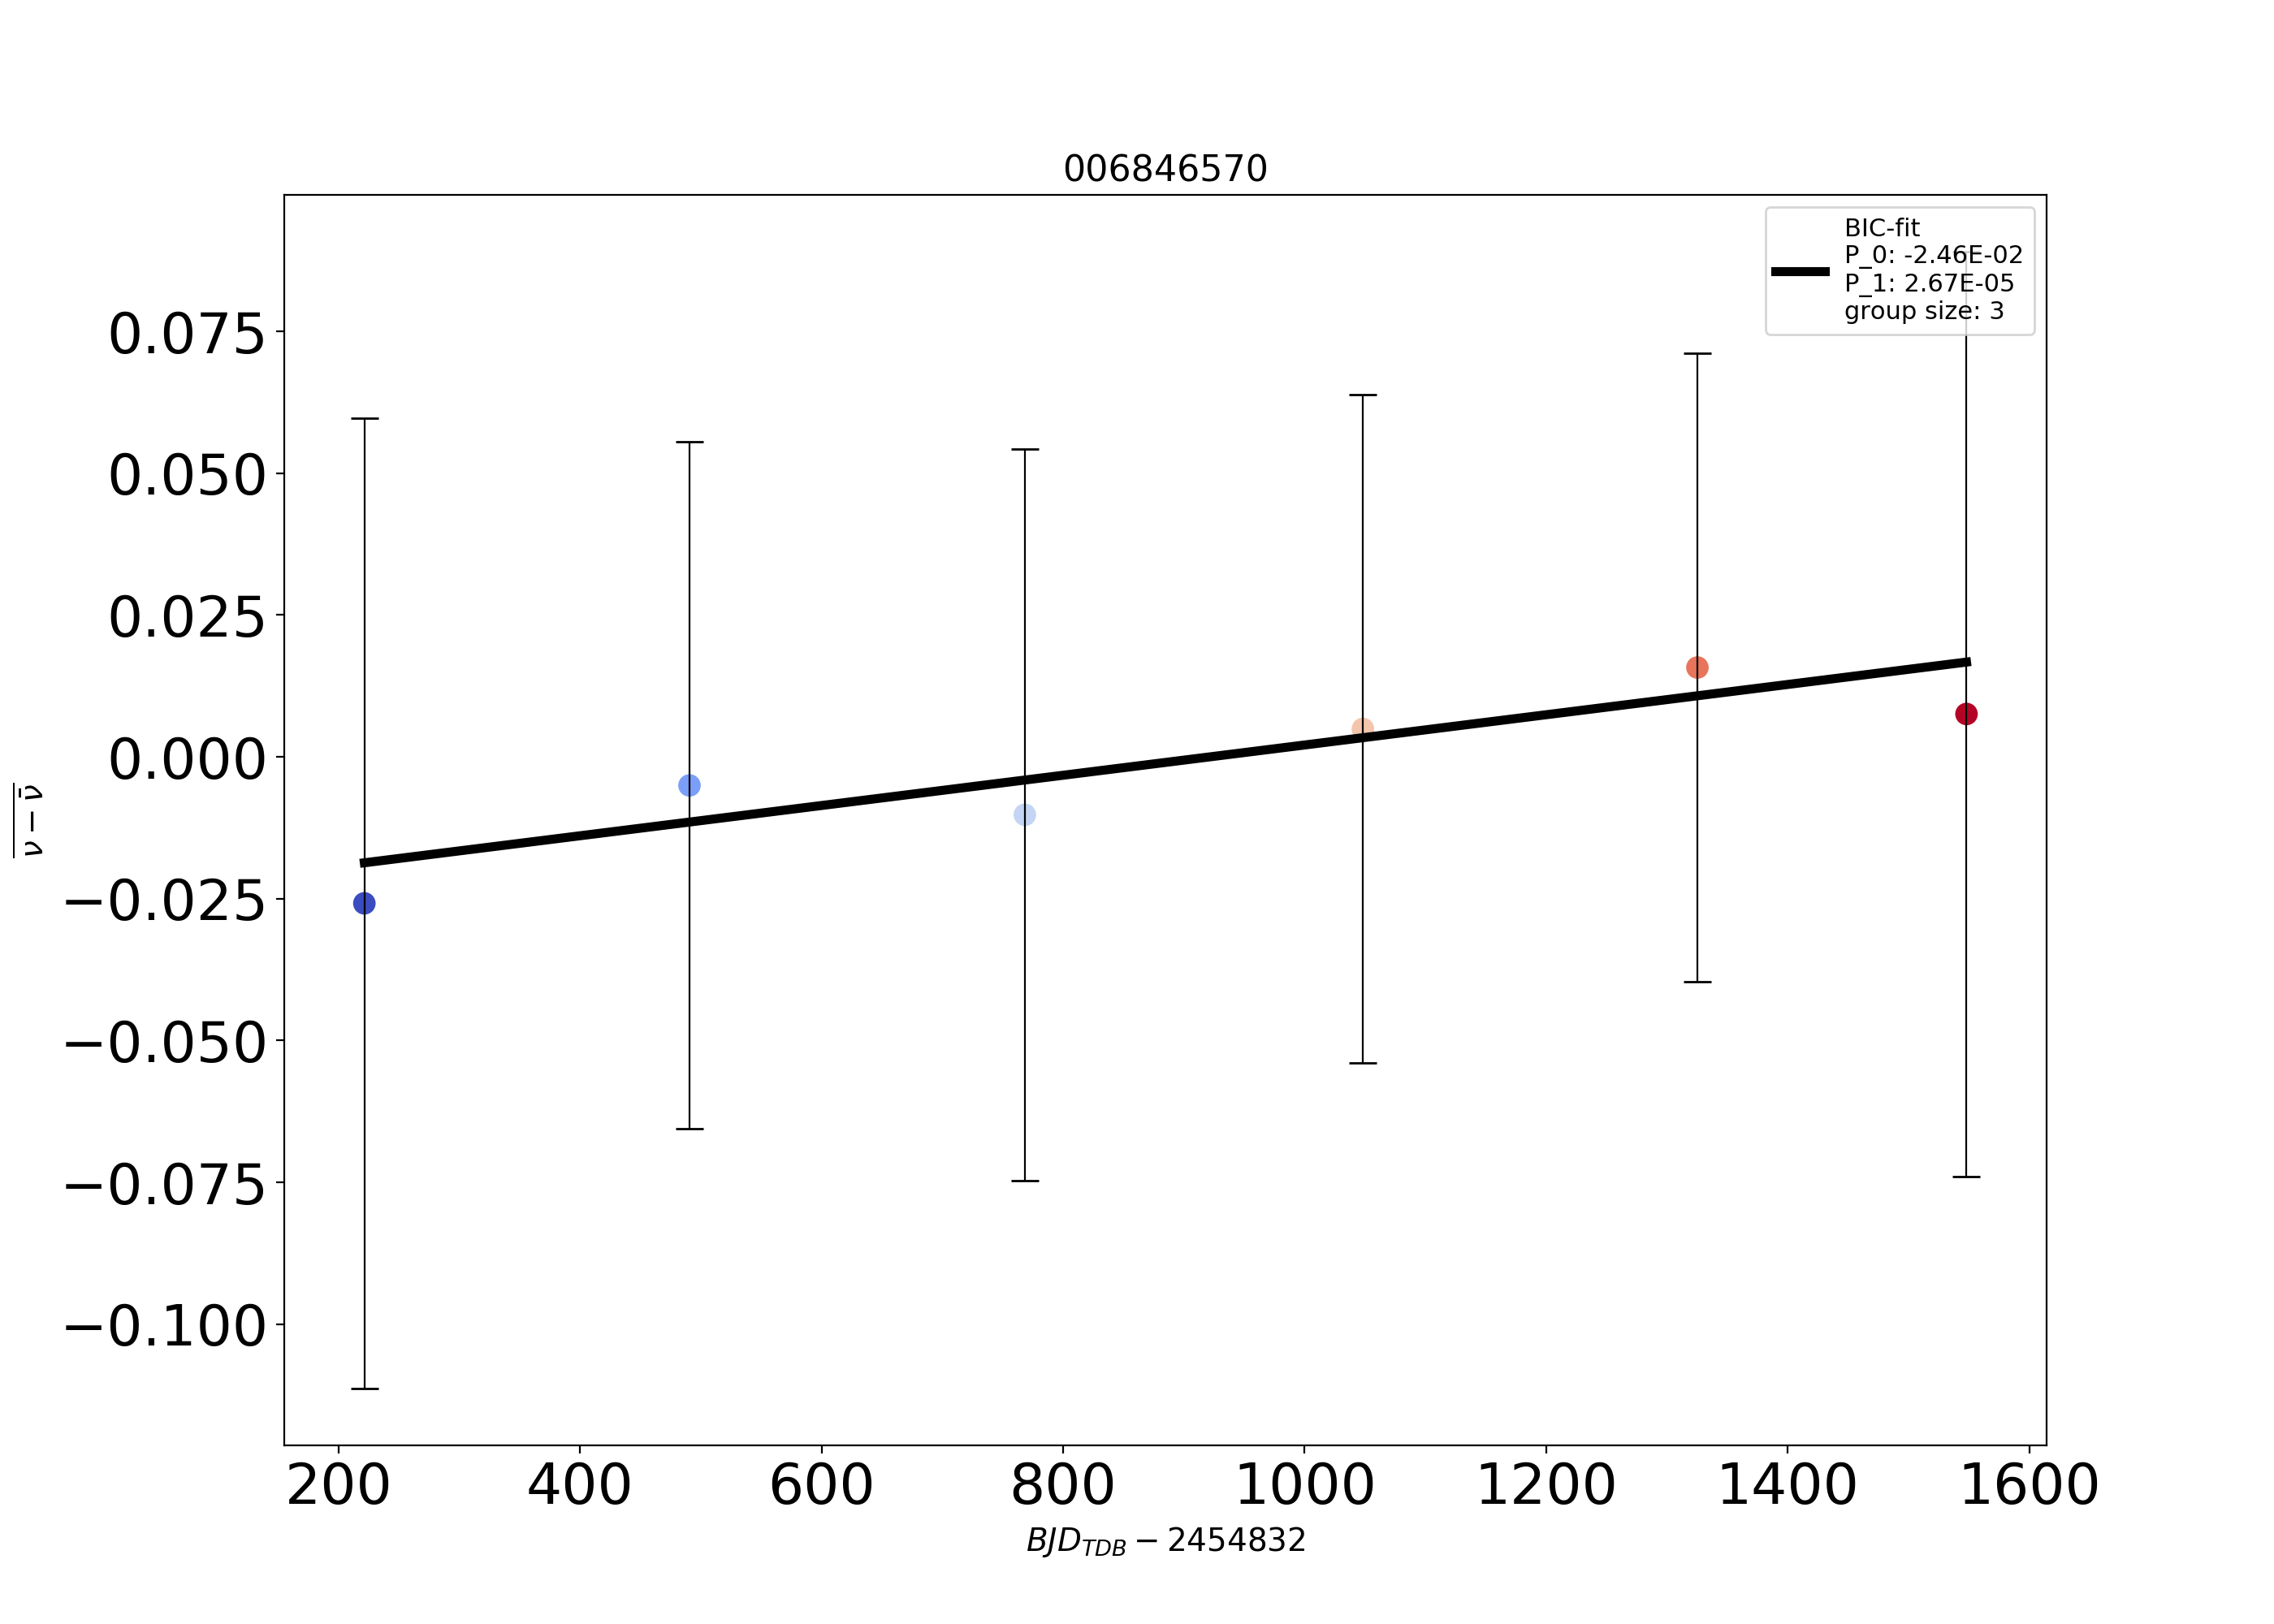 006846570
BIC-fit
P_0: -2.46E-02
P_1: 2.67E-05
group size: 3
0.075
0.050
0.025
0.000
−0.025
−0.050
−0.075
−0.100
ν − ν̄
200 400 600 800 1000 1200 1400 1600
BJD_TDB − 2454832